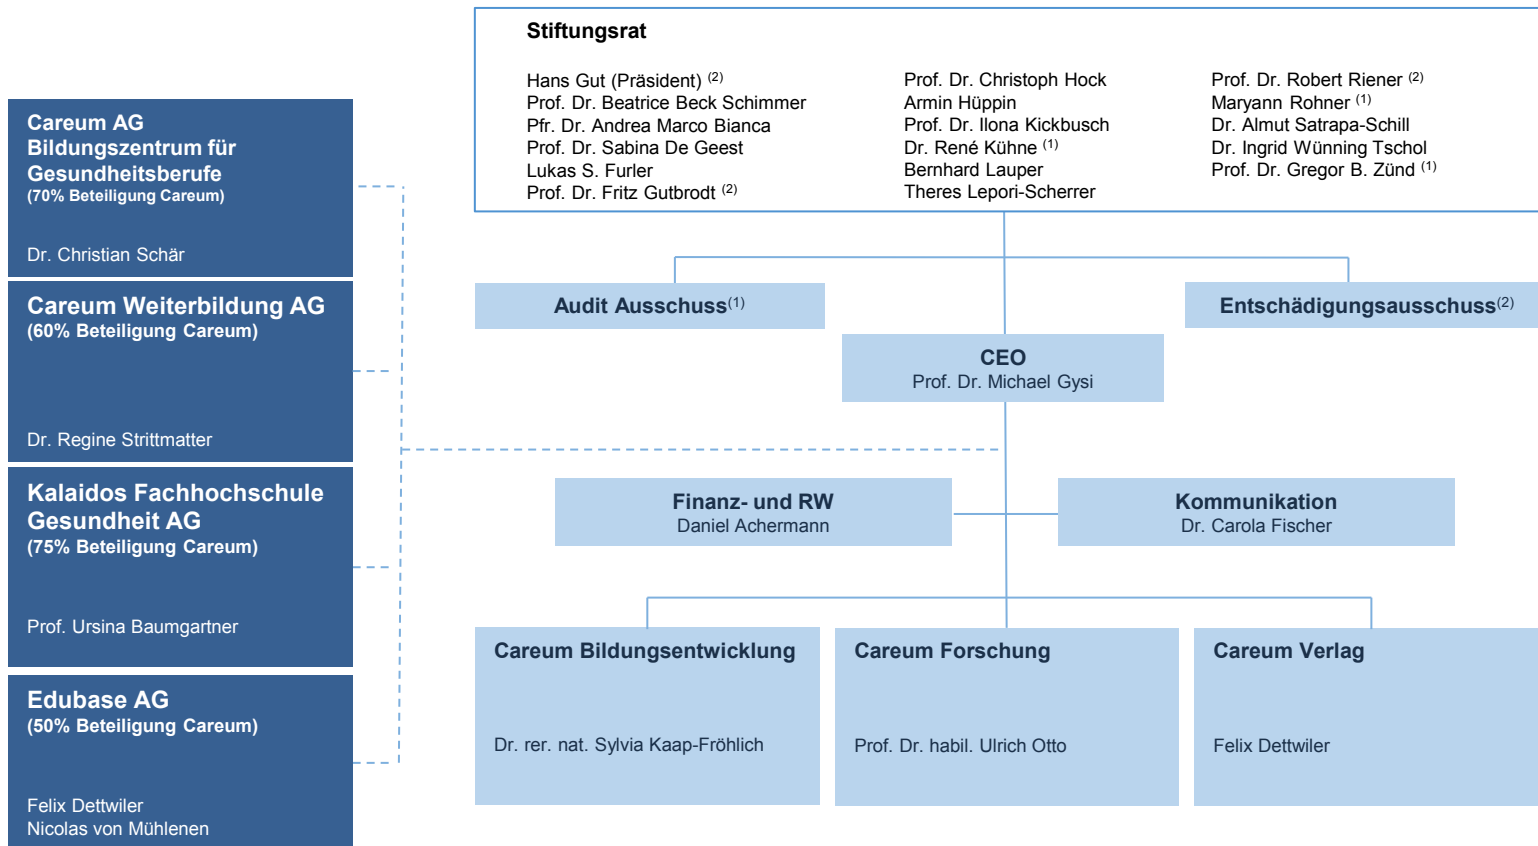 Stiftungsrat
Hans Gut (Präsident) (2)
Prof. Dr. Beatrice Beck Schimmer
Pfr. Dr. Andrea Marco Bianca
Prof. Dr. Sabina De Geest
Lukas S. Furler
Prof. Dr. Fritz Gutbrodt (2)
Prof. Dr. Christoph Hock
Armin Hüppin
Prof. Dr. Ilona Kickbusch
Dr. René Kühne (1)
Bernhard Lauper
Theres Lepori-Scherrer
Prof. Dr. Robert Riener (2)
Maryann Rohner (1)
Dr. Almut Satrapa-Schill
Dr. Ingrid Wünning Tschol
Prof. Dr. Gregor B. Zünd (1)
Careum AG
Bildungszentrum für
Gesundheitsberufe
(70% Beteiligung Careum)
Dr. Christian Schär
Careum Weiterbildung AG
(60% Beteiligung Careum)
Dr. Regine Strittmatter
Kalaidos Fachhochschule
Gesundheit AG
(75% Beteiligung Careum)
Prof. Ursina Baumgartner
Edubase AG
(50% Beteiligung Careum)
Felix Dettwiler
Nicolas von Mühlenen
Audit Ausschuss(1)
Entschädigungsausschuss(2)
CEO
Prof. Dr. Michael Gysi
Finanz- und RW
Daniel Achermann
Kommunikation
Dr. Carola Fischer
Careum Bildungsentwicklung
Dr. rer. nat. Sylvia Kaap-Fröhlich
Careum Forschung
Prof. Dr. habil. Ulrich Otto
Careum Verlag
Felix Dettwiler